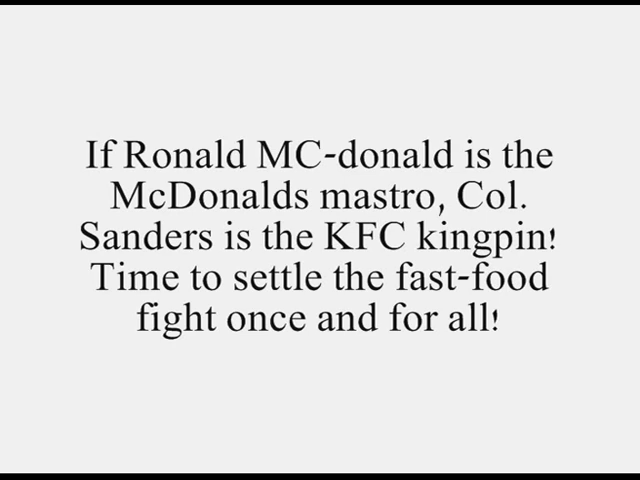 If Ronald MC-donald is the
McDonalds mastro, Col.
Sanders is the KFC kingpin!
Time to settle the fast-food
fight once and for all!